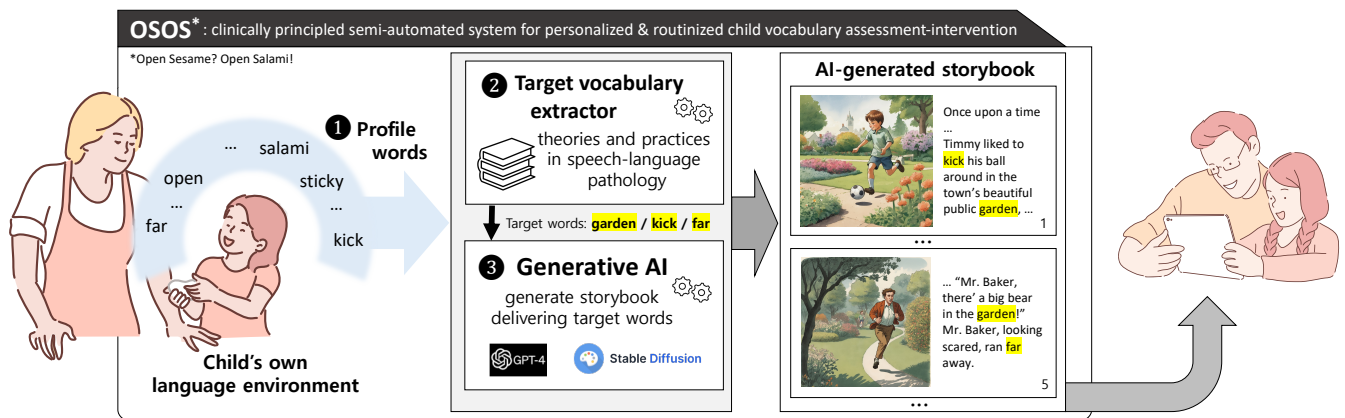 OSOS* : clinically principled semi-automated system for personalized & routinized child vocabulary assessment-intervention
*Open Sesame? Open Salami!
1 Profile
words
...
salami
open
sticky
...
...
far
kick
Child's own
language environment
2 Target vocabulary
extractor
theories and practices
in speech-language
pathology
Target words: garden / kick / far
3 Generative AI
generate storybook
delivering target words
GPT-4
Stable Diffusion
AI-generated storybook
Once upon a time
...
Timmy liked to
kick his ball
around in the
town's beautiful
public garden, ...
1
...
... "Mr. Baker,
there' a big bear
in the garden!"
Mr. Baker, looking
scared, ran far
away.
5
...